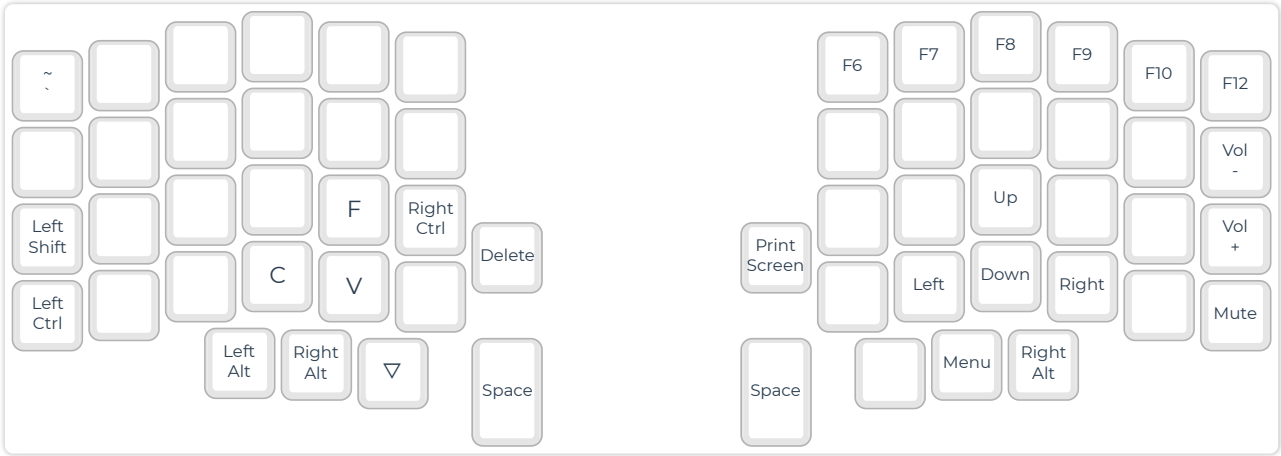 ~
`
F6
F7
F8
F9
F10
F12
Vol
-
Left
Shift
F
Right
Ctrl
Delete
Print
Screen
Up
Vol
+
Left
Ctrl
C
V
Left
Down
Right
Mute
Left
Alt
Right
Alt
▽
Space
Space
Menu
Right
Alt